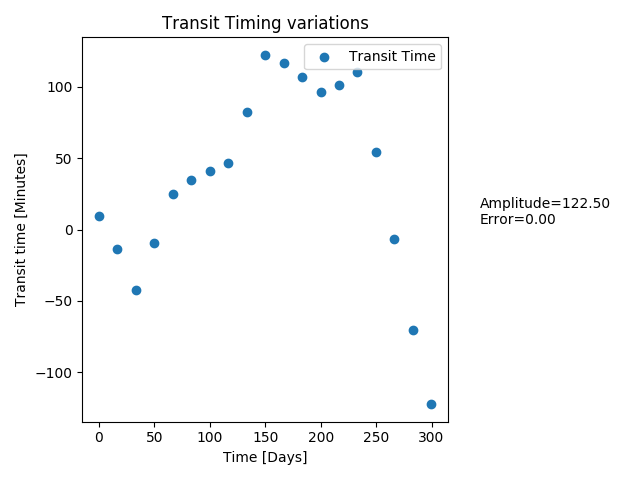 Transit Timing variations
Transit Time
Transit time [Minutes]
100
50
0
−50
−100
Amplitude=122.50
Error=0.00
0 50 100 150 200 250 300
Time [Days]